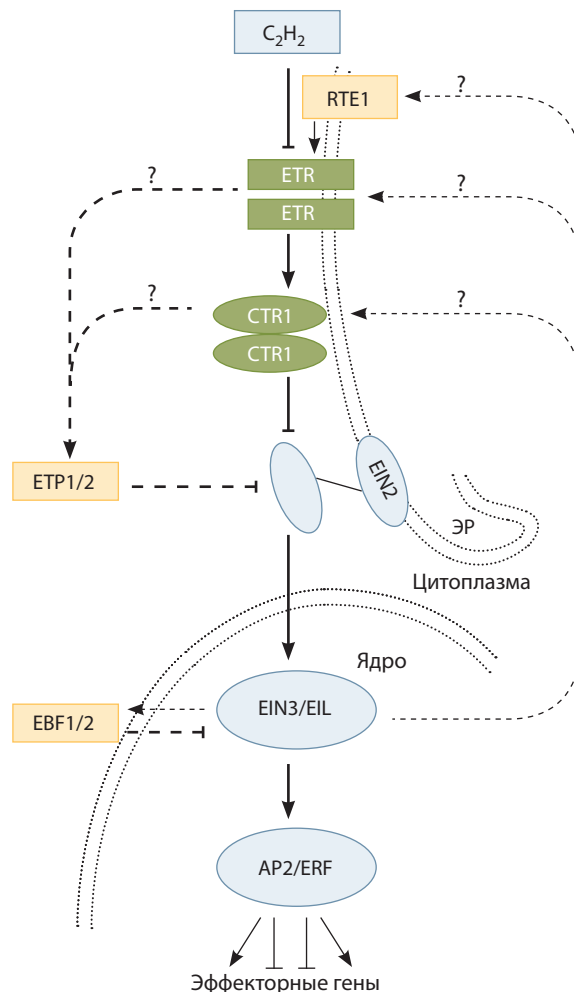 C₂H₂
?
RTE1
?
ETR
?
ETR
?
?
CTR1
CTR1
ETP1/2
EIN2
ЭР
Цитоплазма
Ядро
EIN3/EIL
EBF1/2
AP2/ERF
Эффекторные гены